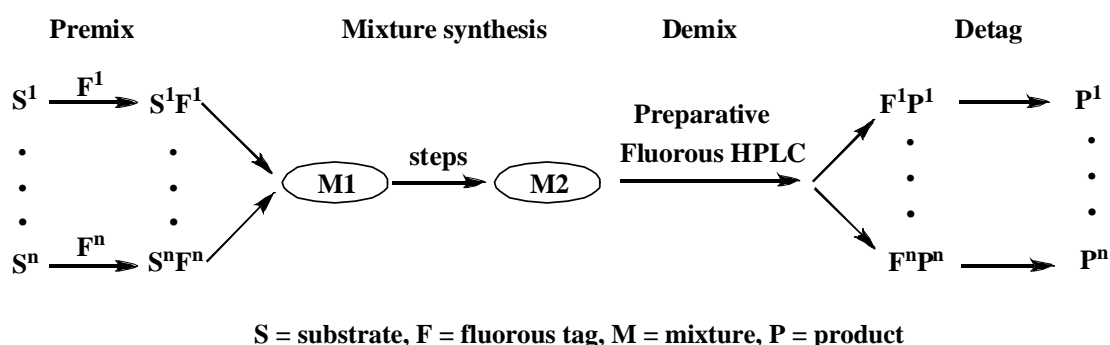 Premix Mixture synthesis Demix Detag
S¹ F¹ S¹F¹ F¹P¹ P¹
Preparative
Fluorous HPLC
steps
M1 M2
Sⁿ Fⁿ SⁿFⁿ FⁿPⁿ Pⁿ
S = substrate, F = fluorous tag, M = mixture, P = product